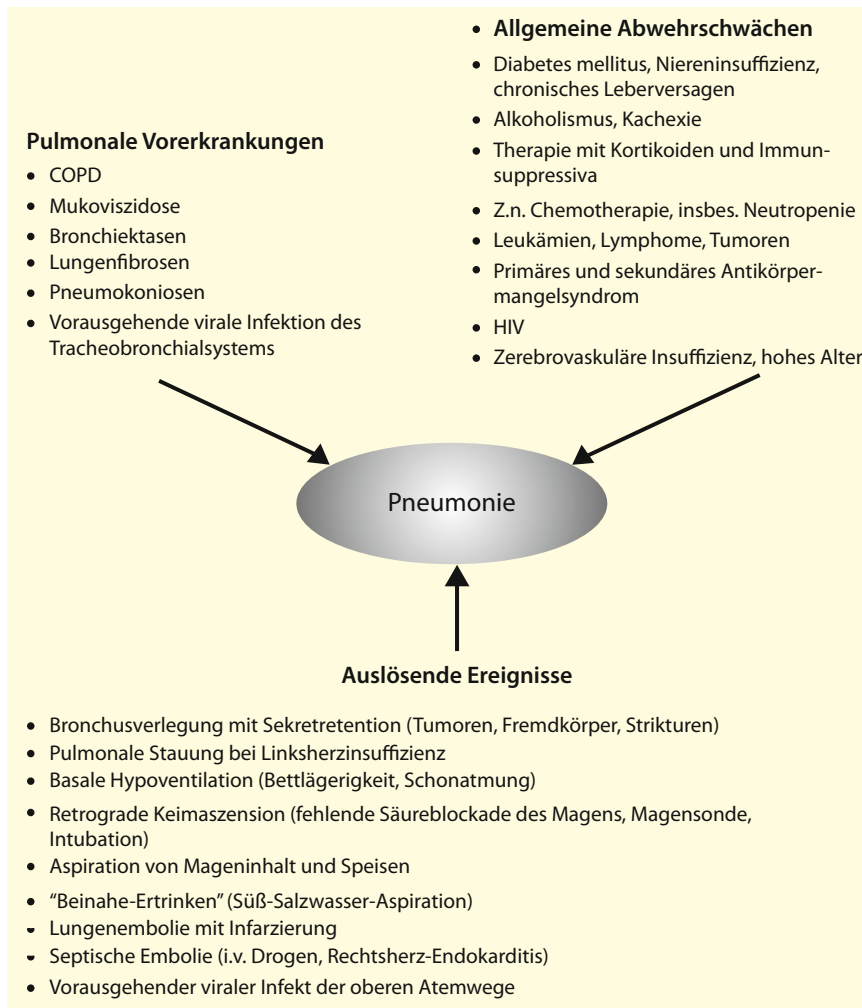 Pulmonale Vorerkrankungen
• COPD
• Mukoviszidose
• Bronchiektasen
• Lungenfibrosen
• Pneumokoniosen
• Vorausgehende virale Infektion des
Tracheobronchialsystems
• Allgemeine Abwehrschwächen
• Diabetes mellitus, Niereninsuffizienz,
chronisches Leberversagen
• Alkoholismus, Kachexie
• Therapie mit Kortikoiden und Immun-
suppressiva
• Z.n. Chemotherapie, insbes. Neutropenie
• Leukämien, Lymphome, Tumoren
• Primäres und sekundäres Antikörper-
mangelsyndrom
• HIV
• Zerebrovaskuläre Insuffizienz, hohes Alter
Pneumonie
Auslösende Ereignisse
• Bronchusverlegung mit Sekretretention (Tumoren, Fremdkörper, Strikturen)
• Pulmonale Stauung bei Linksherzinsuffizienz
• Basale Hypoventilation (Bettlägerigkeit, Schonatmung)
• Retrograde Keimaszension (fehlende Säureblockade des Magens, Magensonde,
Intubation)
• Aspiration von Mageninhalt und Speisen
• “Beinahe-Ertrinken” (Süß-Salzwasser-Aspiration)
• Lungenembolie mit Infarzierung
• Septische Embolie (i.v. Drogen, Rechtsherz-Endokarditis)
• Vorausgehender viraler Infekt der oberen Atemwege